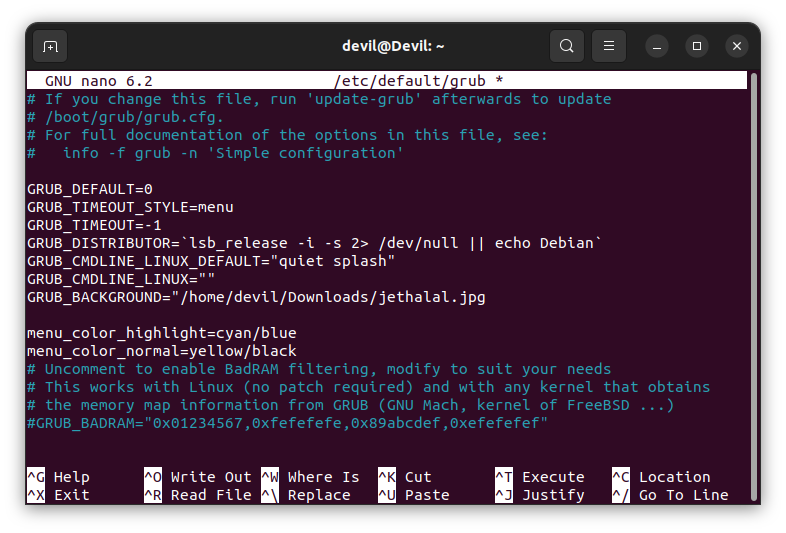 devil@Devil: ~
GNU nano 6.2 /etc/default/grub *
# If you change this file, run 'update-grub' afterwards to update
# /boot/grub/grub.cfg.
# For full documentation of the options in this file, see:
#   info -f grub -n 'Simple configuration'
GRUB_DEFAULT=0
GRUB_TIMEOUT_STYLE=menu
GRUB_TIMEOUT=-1
GRUB_DISTRIBUTOR=`lsb_release -i -s 2> /dev/null || echo Debian`
GRUB_CMDLINE_LINUX_DEFAULT="quiet splash"
GRUB_CMDLINE_LINUX=""
GRUB_BACKGROUND="/home/devil/Downloads/jethalal.jpg
menu_color_highlight=cyan/blue
menu_color_normal=yellow/black
# Uncomment to enable BadRAM filtering, modify to suit your needs
# This works with Linux (no patch required) and with any kernel that obtains
# the memory map information from GRUB (GNU Mach, kernel of FreeBSD ...)
#GRUB_BADRAM="0x01234567,0xfefefefe,0x89abcdef,0xefefefef"
^G Help ^O Write Out ^W Where Is ^K Cut ^T Execute ^C Location
^X Exit ^R Read File ^\ Replace ^U Paste ^J Justify ^/ Go To Line